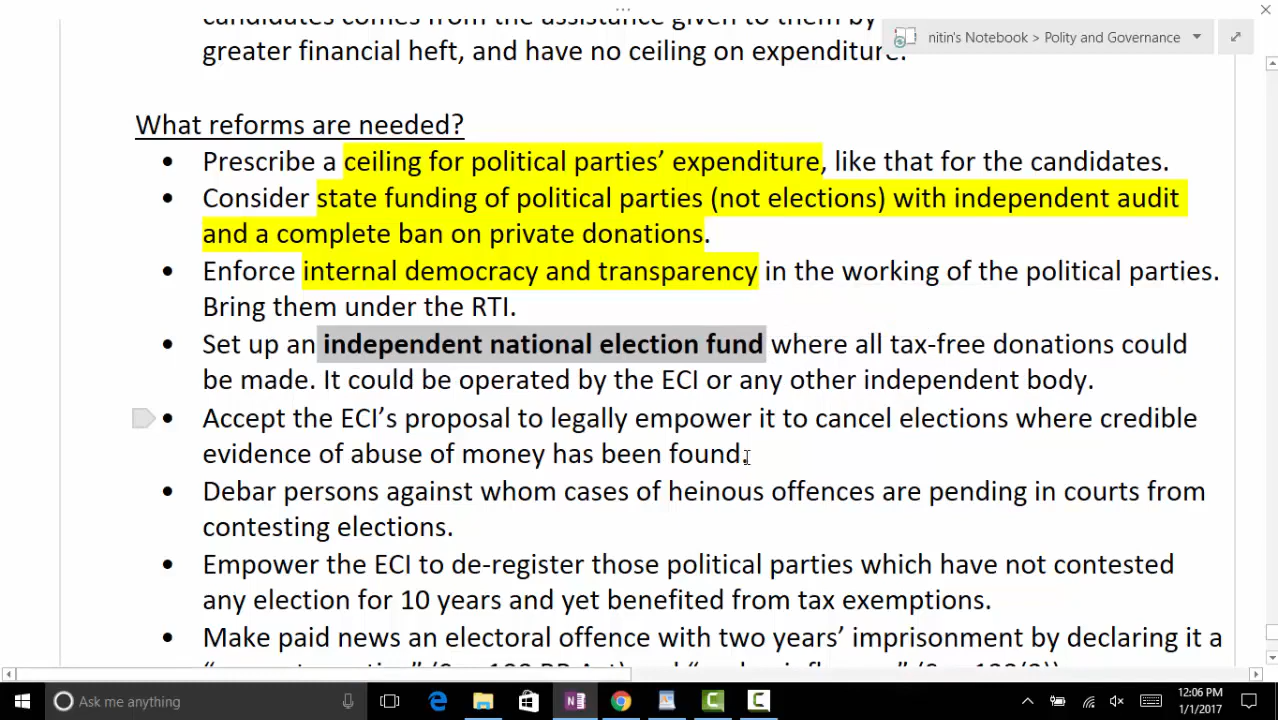 candidates comes from the assistance given to them by
nitin's Notebook > Polity and Governance
greater financial heft, and have no ceiling on expenditure.
What reforms are needed?
• Prescribe a ceiling for political parties’ expenditure, like that for the candidates.
• Consider state funding of political parties (not elections) with independent audit
and a complete ban on private donations.
• Enforce internal democracy and transparency in the working of the political parties.
Bring them under the RTI.
• Set up an independent national election fund where all tax-free donations could
be made. It could be operated by the ECI or any other independent body.
• Accept the ECI’s proposal to legally empower it to cancel elections where credible
evidence of abuse of money has been found.
• Debar persons against whom cases of heinous offences are pending in courts from
contesting elections.
• Empower the ECI to de-register those political parties which have not contested
any election for 10 years and yet benefited from tax exemptions.
• Make paid news an electoral offence with two years’ imprisonment by declaring it a
Ask me anything
12:06 PM
1/1/2017